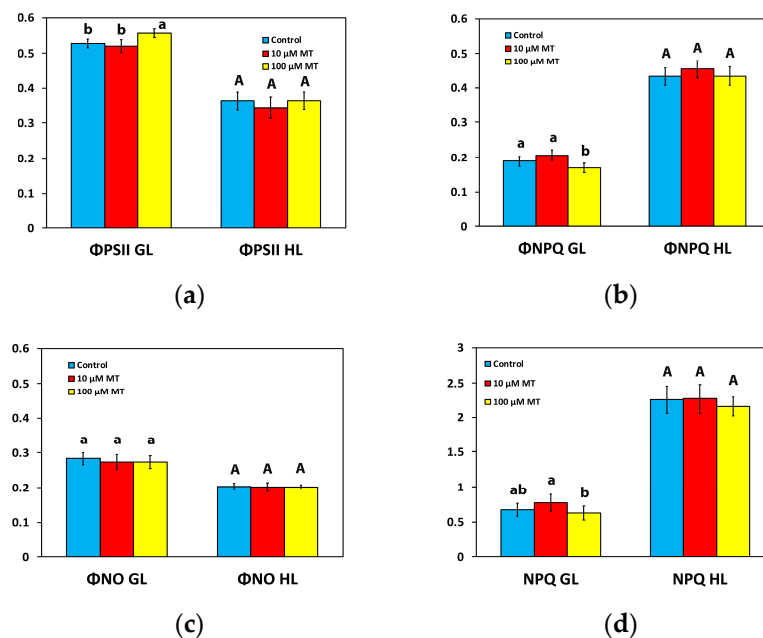 0.6
0.5
0.4
0.3
0.2
0.1
0
b b a
A A A
Control
10 µM MT
100 µM MT
ΦPSII GL ΦPSII HL
(a)
0.6
0.5
0.4
0.3
0.2
0.1
0
Control
10 µM MT
100 µM MT
a a b
A A A
ΦNPQ GL ΦNPQ HL
(b)
0.6
0.5
0.4
0.3
0.2
0.1
0
Control
10 µM MT
100 µM MT
a a a
A A A
ΦNO GL ΦNO HL
(c)
3
2.5
2
1.5
1
0.5
0
Control
10 µM MT
100 µM MT
ab a b
A A A
NPQ GL NPQ HL
(d)